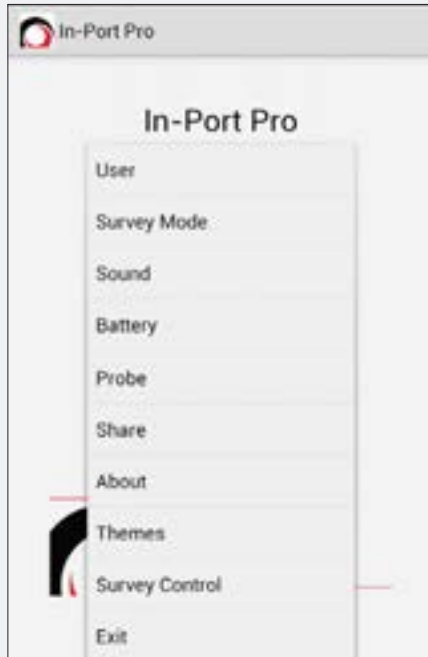 In-Port Pro
In-Port Pro
User
Survey Mode
Sound
Battery
Probe
Share
About
Themes
Survey Control
Exit